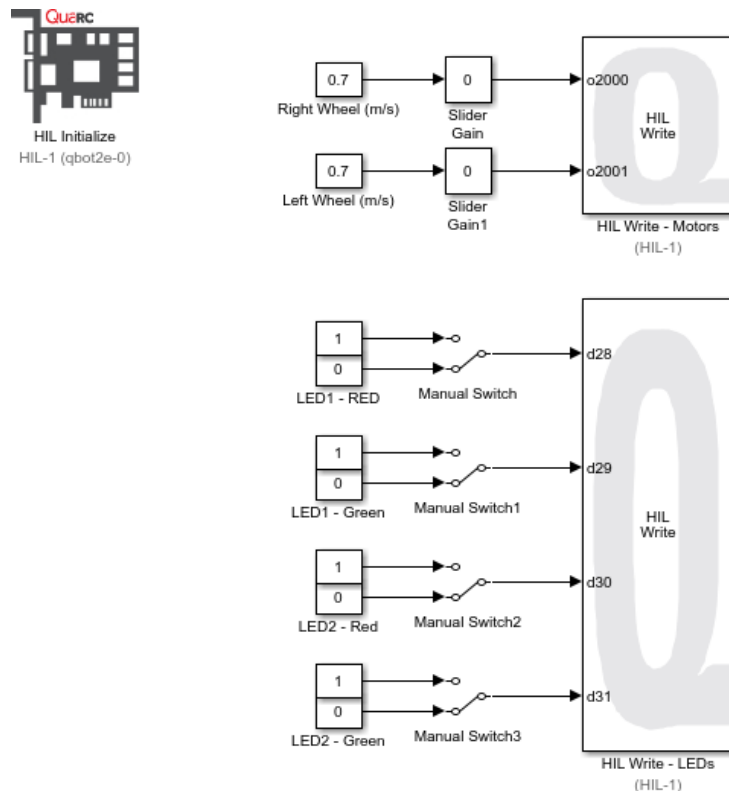 QuaRC
HIL Initialize
HIL-1 (qbot2e-0)
0.7
Right Wheel (m/s)
0
Slider
Gain
o2000
0.7
Left Wheel (m/s)
0
Slider
Gain1
o2001
HIL
Write
HIL Write - Motors
(HIL-1)
1
0
LED1 - RED
Manual Switch
d28
1
0
LED1 - Green
Manual Switch1
d29
HIL
Write
1
0
LED2 - Red
Manual Switch2
d30
1
0
LED2 - Green
Manual Switch3
d31
HIL Write - LEDs
(HIL-1)